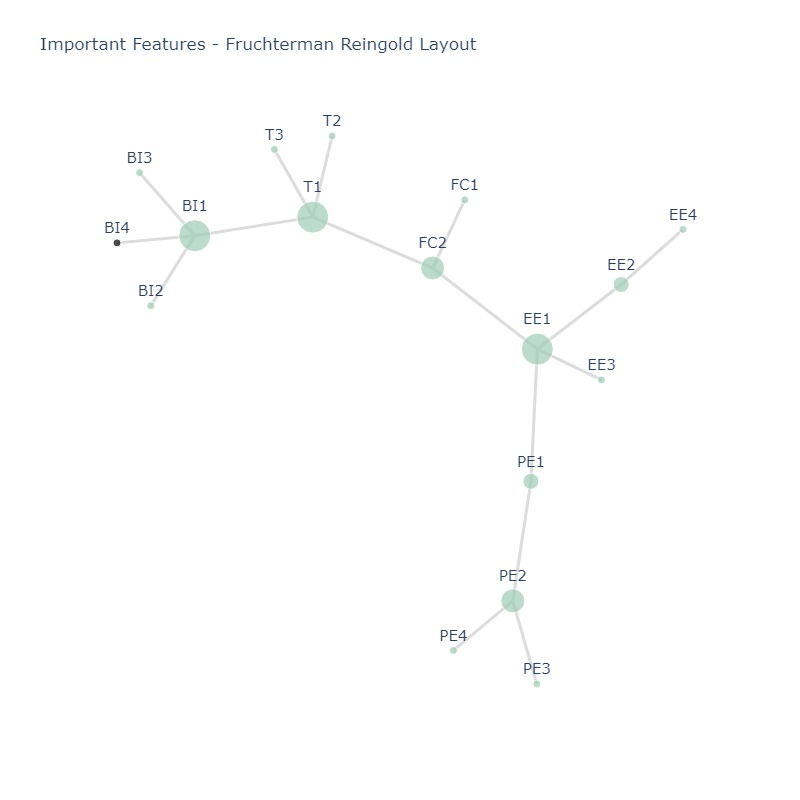 Important Features - Fruchterman Reingold Layout
T2
T3
BI3
FC1
T1
BI1
EE4
BI4
FC2
EE2
BI2
EE1
EE3
PE1
PE2
PE4
PE3